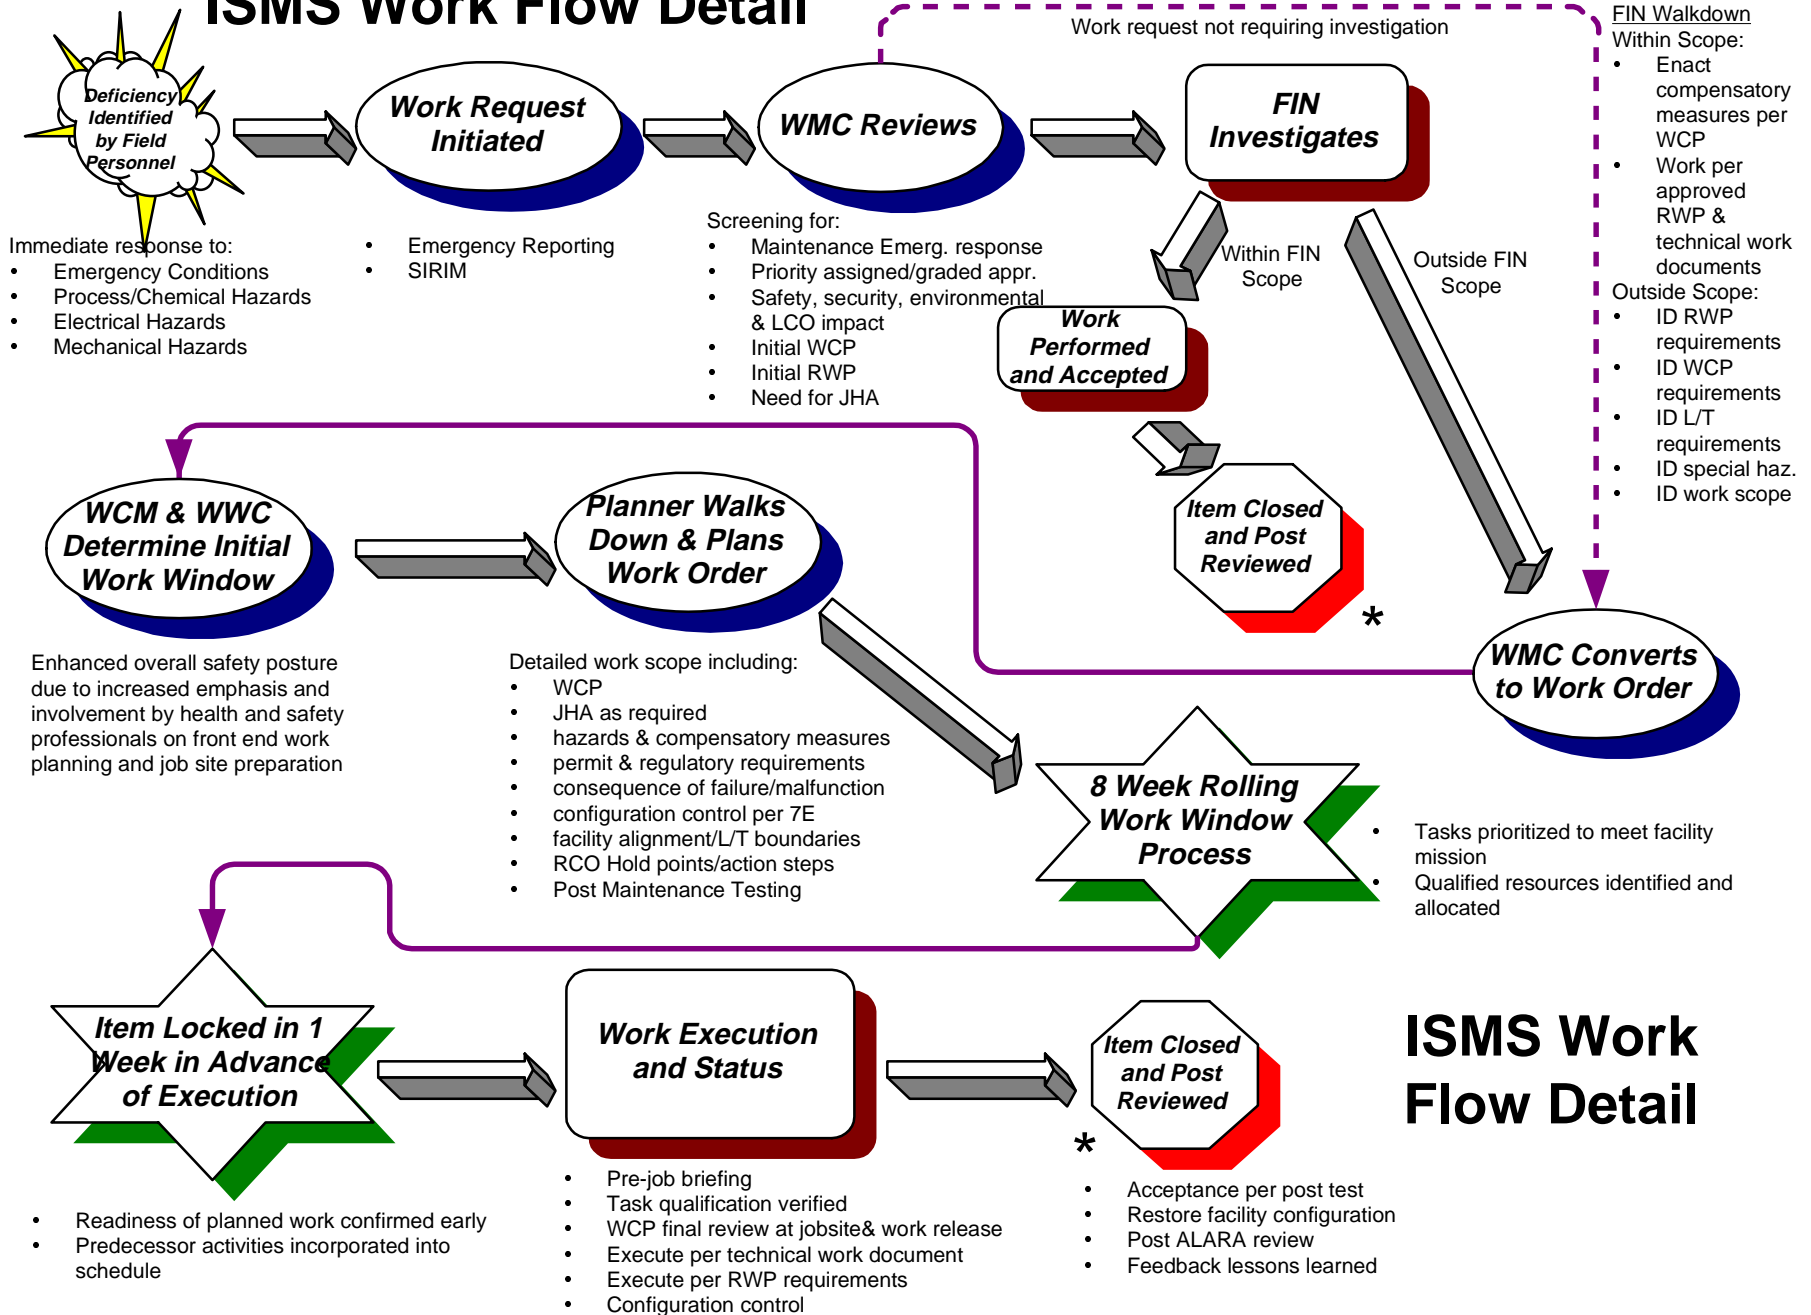 ISMS Work Flow Detail
Work request not requiring investigation
FIN Walkdown
Within Scope:
• Enact
compensatory
measures per
WCP
• Work per
approved
RWP &
technical work
documents
Outside Scope:
• ID RWP
requirements
• ID WCP
requirements
• ID L/T
requirements
• ID special haz.
• ID work scope
Deficiency
Identified
by Field
Personnel
Work Request
Initiated
WMC Reviews
FIN
Investigates
Immediate response to:
• Emergency Conditions
• Process/Chemical Hazards
• Electrical Hazards
• Mechanical Hazards
• Emergency Reporting
• SIRIM
Screening for:
• Maintenance Emerg. response
• Priority assigned/graded appr.
• Safety, security, environmental
& LCO impact
• Initial WCP
• Initial RWP
• Need for JHA
Within FIN
Scope
Outside FIN
Scope
Work
Performed
and Accepted
Item Closed
and Post
Reviewed
*
WMC Converts
to Work Order
WCM & WWC
Determine Initial
Work Window
Planner Walks
Down & Plans
Work Order
Enhanced overall safety posture
due to increased emphasis and
involvement by health and safety
professionals on front end work
planning and job site preparation
Detailed work scope including:
• WCP
• JHA as required
• hazards & compensatory measures
• permit & regulatory requirements
• consequence of failure/malfunction
• configuration control per 7E
• facility alignment/L/T boundaries
• RCO Hold points/action steps
• Post Maintenance Testing
8 Week Rolling
Work Window
Process
• Tasks prioritized to meet facility
mission
• Qualified resources identified and
allocated
Item Locked in 1
Week in Advance
of Execution
Work Execution
and Status
Item Closed
and Post
Reviewed
*
ISMS Work
Flow Detail
• Readiness of planned work confirmed early
• Predecessor activities incorporated into
schedule
• Pre-job briefing
• Task qualification verified
• WCP final review at jobsite& work release
• Execute per technical work document
• Execute per RWP requirements
• Configuration control
• Acceptance per post test
• Restore facility configuration
• Post ALARA review
• Feedback lessons learned